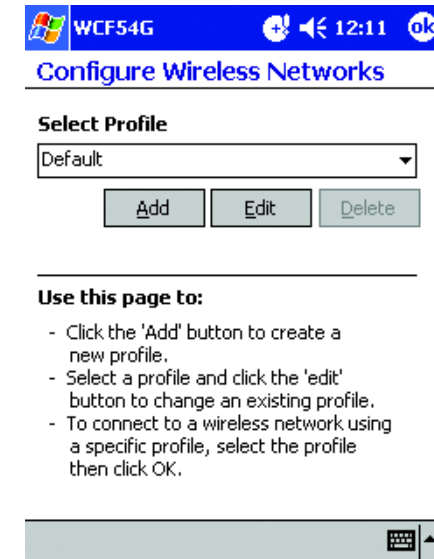 WCF54G 12:11 ok
Configure Wireless Networks
Select Profile
Default
Add Edit Delete
Use this page to:
- Click the 'Add' button to create a
new profile.
- Select a profile and click the 'edit'
button to change an existing profile.
- To connect to a wireless network using
a specific profile, select the profile
then click OK.